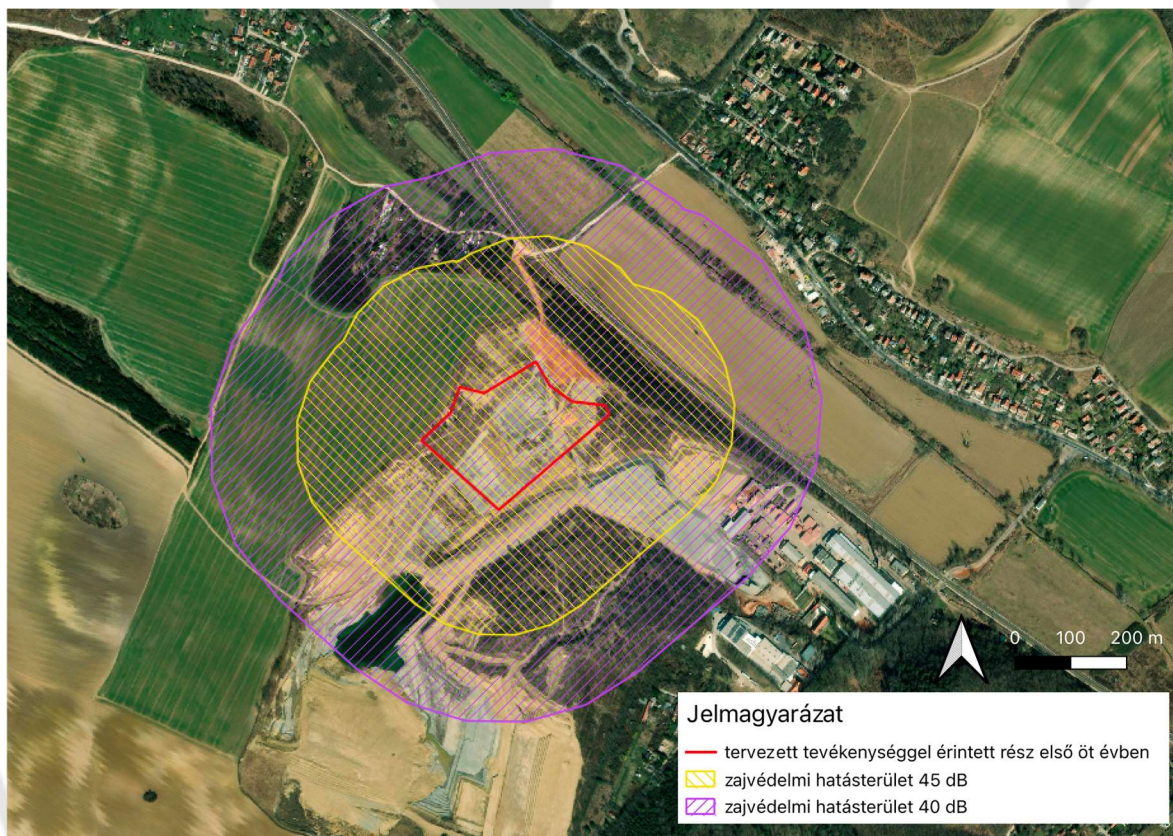 0 100 200 m
Jelmagyarázat
tervezett tevékenységgel érintett rész első öt évben
zajvédelmi hatásterület 45 dB
zajvédelmi hatásterület 40 dB